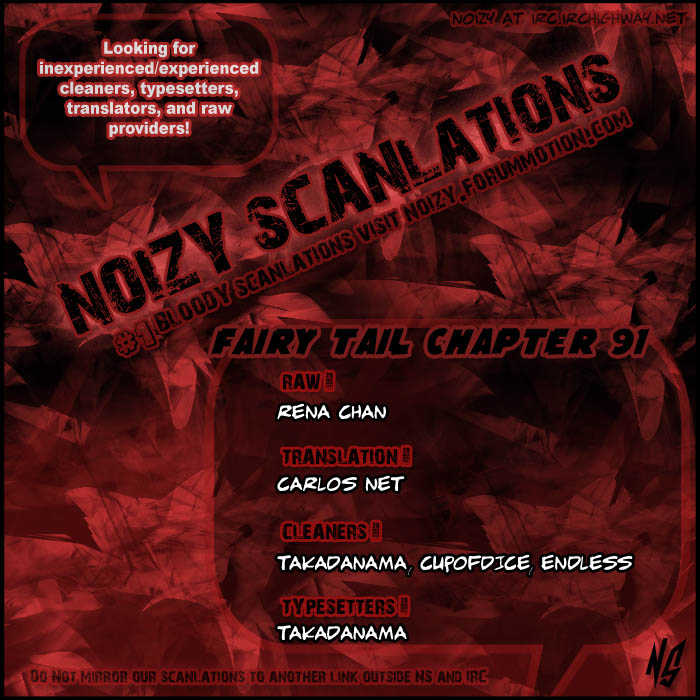 NOIZY AT IRC.IRCHIGHWAY.NET
Looking for
inexperienced/experienced
cleaners, typesetters,
translators, and raw
providers!
NOIZY SCANLATIONS
#1 BLOODY SCANLATIONS VISIT NOIZY.FORUMMOTION.COM
FAIRY TAIL CHAPTER 91
RAW
RENA CHAN
TRANSLATION
CARLOS NET
CLEANERS
TAKADANAMA, CUPOFDICE, ENDLESS
TYPESETTERS
TAKADANAMA
DO NOT MIRROR OUR SCANLATIONS TO ANOTHER LINK OUTSIDE NS AND IRC
NS